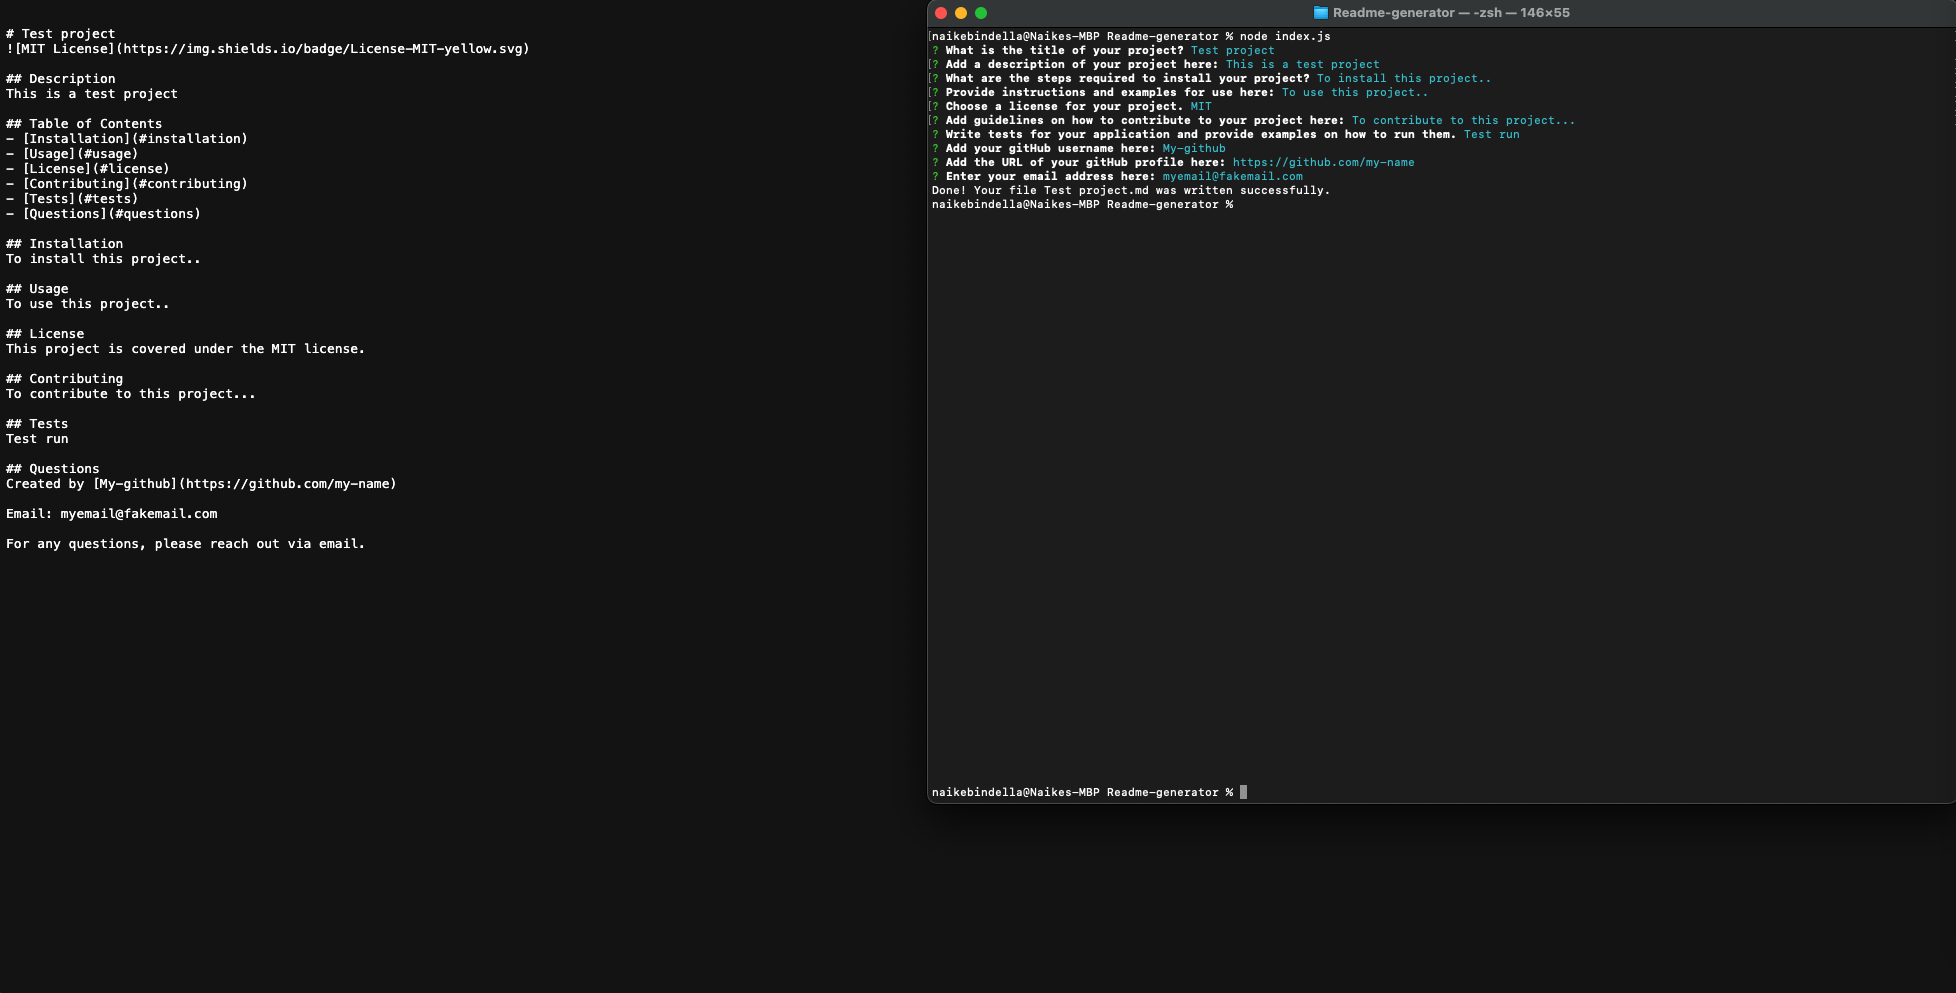 # Test project
![MIT License](https://img.shields.io/badge/License-MIT-yellow.svg)
## Description
This is a test project
## Table of Contents
- [Installation](#installation)
- [Usage](#usage)
- [License](#license)
- [Contributing](#contributing)
- [Tests](#tests)
- [Questions](#questions)
## Installation
To install this project..
## Usage
To use this project..
## License
This project is covered under the MIT license.
## Contributing
To contribute to this project...
## Tests
Test run
## Questions
Created by [My-github](https://github.com/my-name)
Email: myemail@fakemail.com
For any questions, please reach out via email.
Readme-generator — -zsh — 146×55
[naikebindella@Naikes-MBP Readme-generator % node index.js
? What is the title of your project? Test project
[? Add a description of your project here: This is a test project
[? What are the steps required to install your project? To install this project..
[? Provide instructions and examples for use here: To use this project..
[? Choose a license for your project. MIT
[? Add guidelines on how to contribute to your project here: To contribute to this project...
? Write tests for your application and provide examples on how to run them. Test run
? Add your gitHub username here: My-github
? Add the URL of your gitHub profile here: https://github.com/my-name
? Enter your email address here: myemail@fakemail.com
Done! Your file Test project.md was written successfully.
naikebindella@Naikes-MBP Readme-generator %
naikebindella@Naikes-MBP Readme-generator %